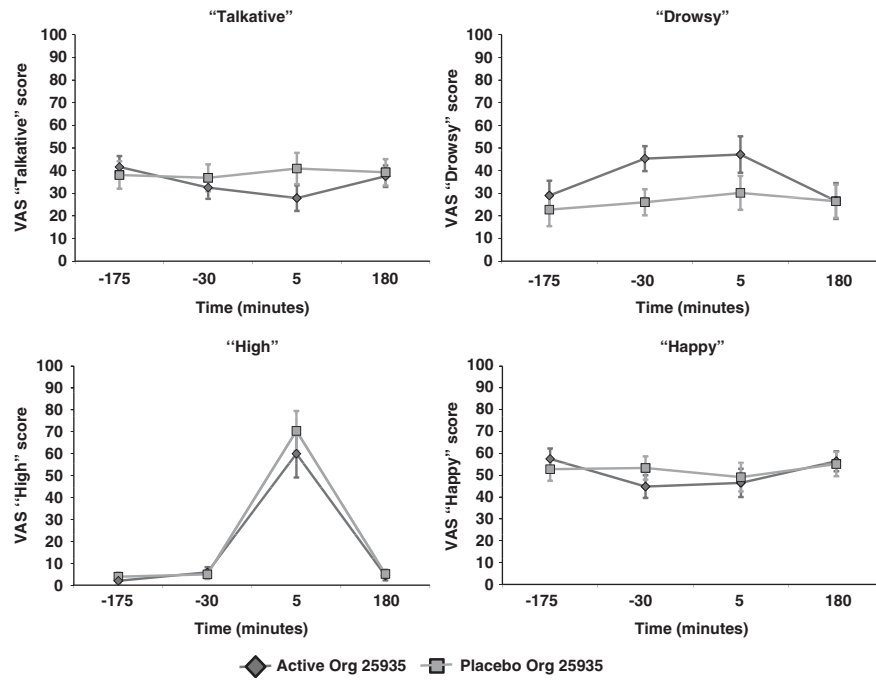 “Talkative”
VAS “Talkative” score
100
90
80
70
60
50
40
30
20
10
0
-175 -30 5 180
Time (minutes)
“Drowsy”
VAS “Drowsy” score
100
90
80
70
60
50
40
30
20
10
0
-175 -30 5 180
Time (minutes)
“High”
VAS “High” score
100
90
80
70
60
50
40
30
20
10
0
-175 -30 5 180
Time (minutes)
“Happy”
VAS “Happy” score
100
90
80
70
60
50
40
30
20
10
0
-175 -30 5 180
Time (minutes)
Active Org 25935 Placebo Org 25935